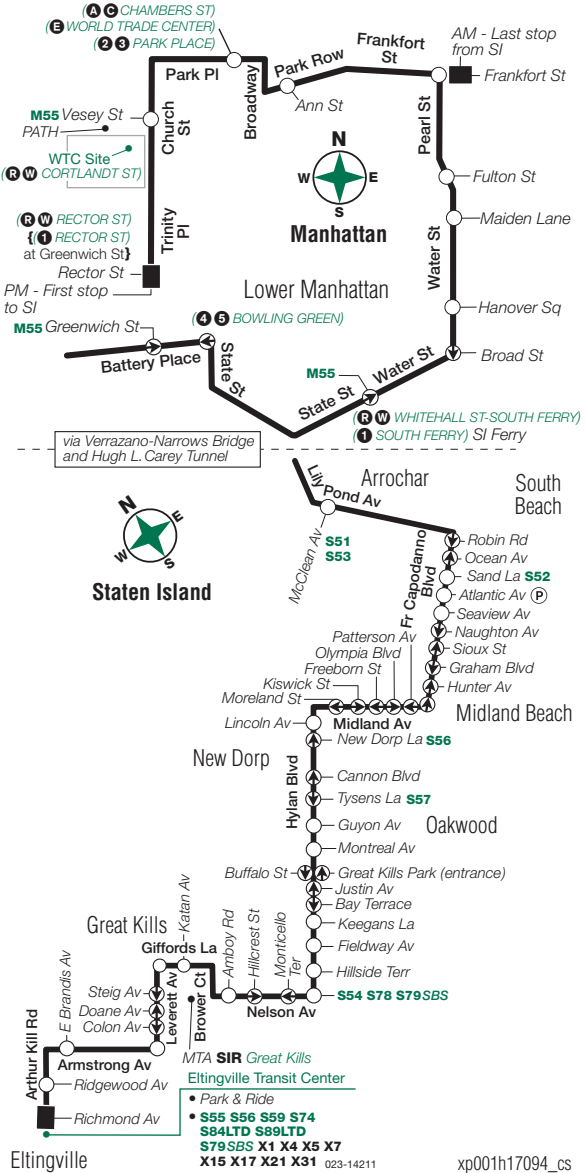 (A C CHAMBERS ST)
(E WORLD TRADE CENTER)
(2 3 PARK PLACE)
Park Pl
Broadway
Park Row
Ann St
Frankfort
St
AM - Last stop
from SI
Frankfort St
M55 Vesey St
PATH
Church
St
WTC Site
(R W CORTLANDT ST)
Pearl St
Fulton St
Maiden Lane
N
W E
S
Manhattan
(R W RECTOR ST)
{(1 RECTOR ST)
at Greenwich St}
Trinity
Pl
Rector St
PM - First stop
to SI
Water St
Hanover Sq
Lower Manhattan
(4 5 BOWLING GREEN)
M55 Greenwich St
Battery Place
State St
Broad St
Water St
M55
State St
(R W WHITEHALL ST-SOUTH FERRY)
(1 SOUTH FERRY) SI Ferry
via Verrazano-Narrows Bridge
and Hugh L. Carey Tunnel
Lily Pond Av
Arrochar
South
Beach
N
W E
S
Staten Island
McClean Av
S51
S53
Robin Rd
Ocean Av
Sand La S52
Atlantic Av P
Seaview Av
Naughton Av
Sioux St
Graham Blvd
Hunter Av
Fr Capodanno
Blvd
Patterson Av
Olympia Blvd
Freeborn St
Kiswick St
Moreland St
Midland Av
Midland Beach
Lincoln Av
New Dorp La S56
New Dorp
Hylan Blvd
Cannon Blvd
Tysens La S57
Guyon Av
Oakwood
Montreal Av
Buffalo St
Great Kills Park (entrance)
Justin Av
Bay Terrace
Keegans La
Fieldway Av
Hillside Terr
S54 S78 S79SBS
Great Kills
Katan Av
Giffords La
Amboy Rd
Hillcrest St
Monticello
Ter
Nelson Av
Brower Ct
Leverett Av
Steig Av
Doane Av
Colon Av
E Brandis Av
Armstrong Av
MTA SIR Great Kills
Arthur Kill Rd
Ridgewood Av
Richmond Av
Eltingville
Eltingville Transit Center
• Park & Ride
• S55 S56 S59 S74
S84LTD S89LTD
S79SBS X1 X4 X5 X7
X15 X17 X21 X31 023-14211
xp001h17094_cs